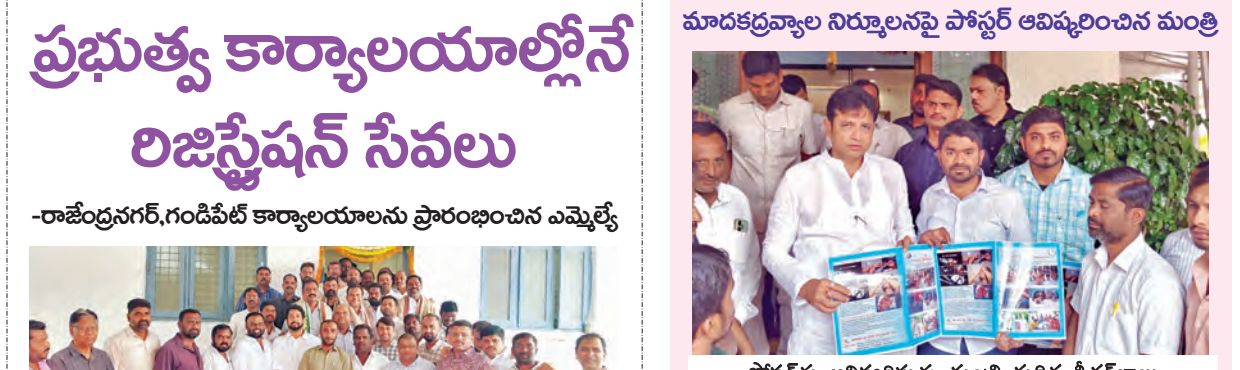 ప్రభుత్వ కార్యాలయాల్లోనే
రిజిస్ట్రేషన్ సేవలు
-రాజేంద్రనగర్,గండిపేట్ కార్యాలయాలను ప్రారంభించిన ఎమ్మెల్యే
మాదకద్రవ్యాల నిర్మూలనపై పోస్టర్ ఆవిష్కరించిన మంత్రి